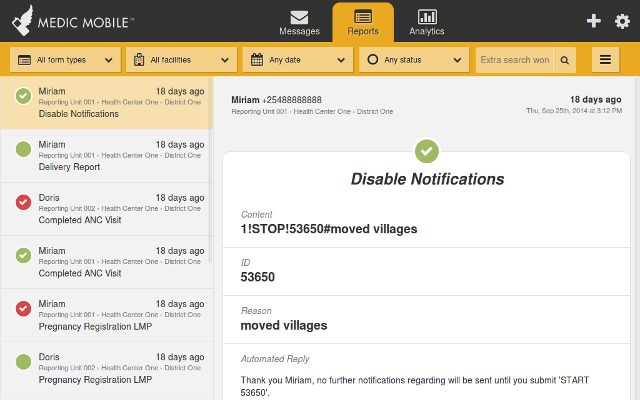 MEDIC MOBILE™
Messages
Reports
Analytics
All form types
All facilities
Any date
Any status
Extra search wor
Miriam 18 days ago
Reporting Unit 001 • Health Center One • District One
Disable Notifications
Miriam 18 days ago
Reporting Unit 001 • Health Center One • District One
Delivery Report
Doris 18 days ago
Reporting Unit 002 • Health Center One • District One
Completed ANC Visit
Miriam 18 days ago
Reporting Unit 001 • Health Center One • District One
Completed ANC Visit
Miriam 18 days ago
Reporting Unit 001 • Health Center One • District One
Pregnancy Registration LMP
Doris 18 days ago
Reporting Unit 002 • Health Center One • District One
Pregnancy Registration LMP
Miriam +25488888888 18 days ago
Reporting Unit 001 • Health Center One • District One Thu, Sep 25th, 2014 at 3:12 PM
Disable Notifications
Content
1!STOP!53650#moved villages
ID
53650
Reason
moved villages
Automated Reply
Thank you Miriam, no further notifications regarding will be sent until you submit 'START
53650'.